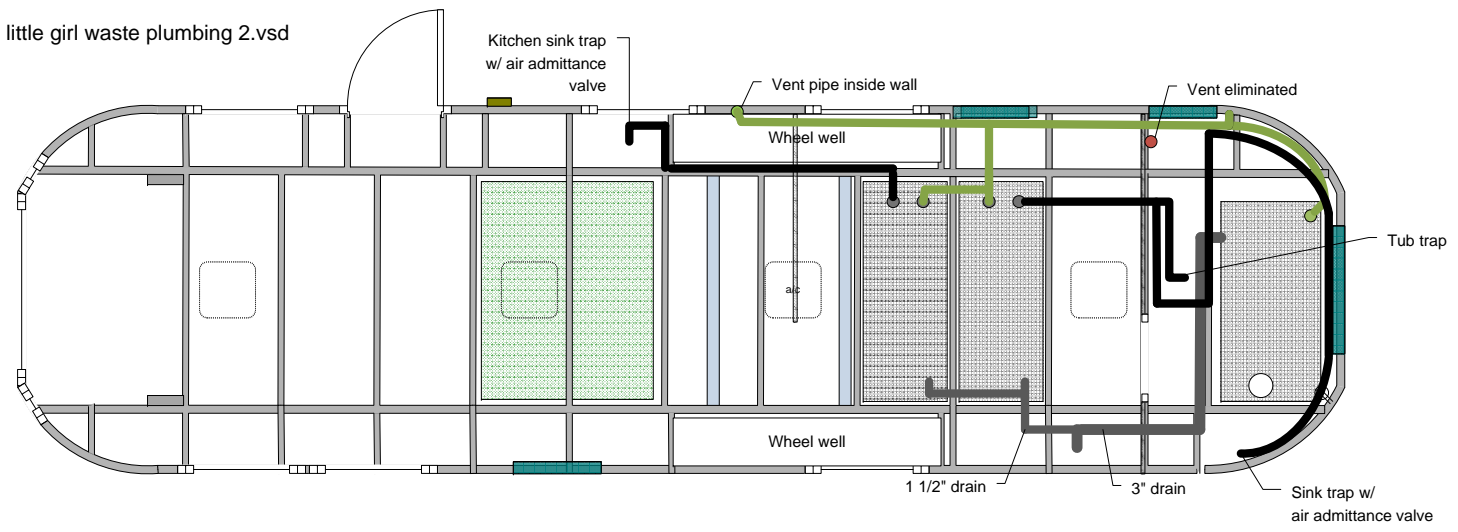 little girl waste plumbing 2.vsd
Kitchen sink trap
w/ air admittance
valve
Vent pipe inside wall
Vent eliminated
Wheel well
Tub trap
a/c
Wheel well
1 1/2" drain
3" drain
Sink trap w/
air admittance valve